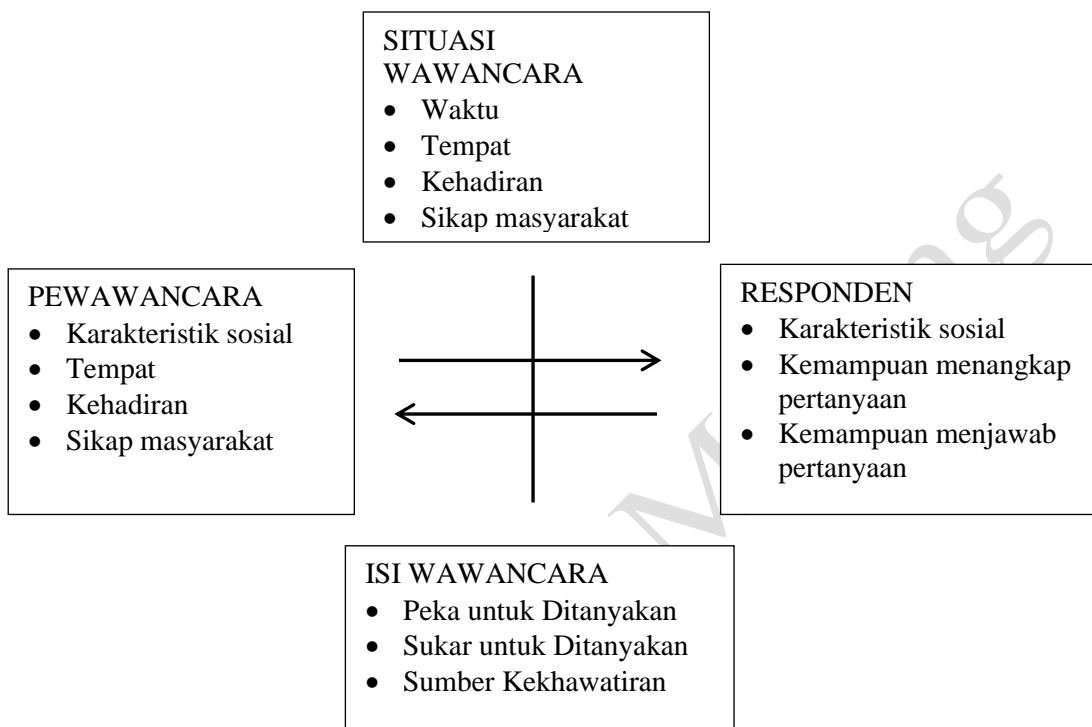 SITUASI
WAWANCARA
• Waktu
• Tempat
• Kehadiran
• Sikap masyarakat
PEWAWANCARA
• Karakteristik sosial
• Tempat
• Kehadiran
• Sikap masyarakat
RESPONDEN
• Karakteristik sosial
• Kemampuan menangkap
pertanyaan
• Kemampuan menjawab
pertanyaan
ISI WAWANCARA
• Peka untuk Ditanyakan
• Sukar untuk Ditanyakan
• Sumber Kekhawatiran